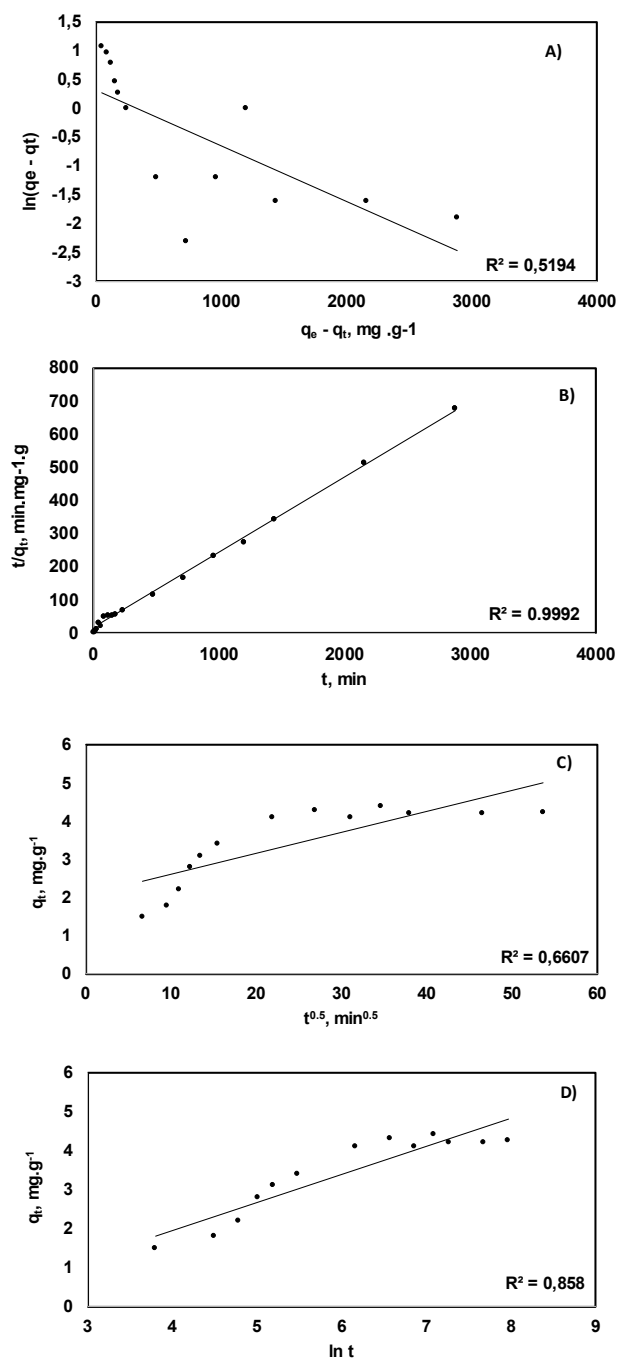 1,5
A)
1
0,5
0
-0,5
-1
-1,5
-2
-2,5
-3
ln(qe - qt)
R² = 0,5194
0 1000 2000 3000 4000
qₑ - qₜ, mg .g-1
800
B)
700
600
500
400
300
200
100
0
t/qₜ, min.mg-1.g
R² = 0.9992
0 1000 2000 3000 4000
t, min
6
C)
5
4
3
2
1
0
qₜ, mg.g⁻¹
R² = 0,6607
0 10 20 30 40 50 60
t⁰·⁵, min⁰·⁵
6
D)
5
4
3
2
1
0
qₜ, mg.g⁻¹
R² = 0,858
3 4 5 6 7 8 9
ln t